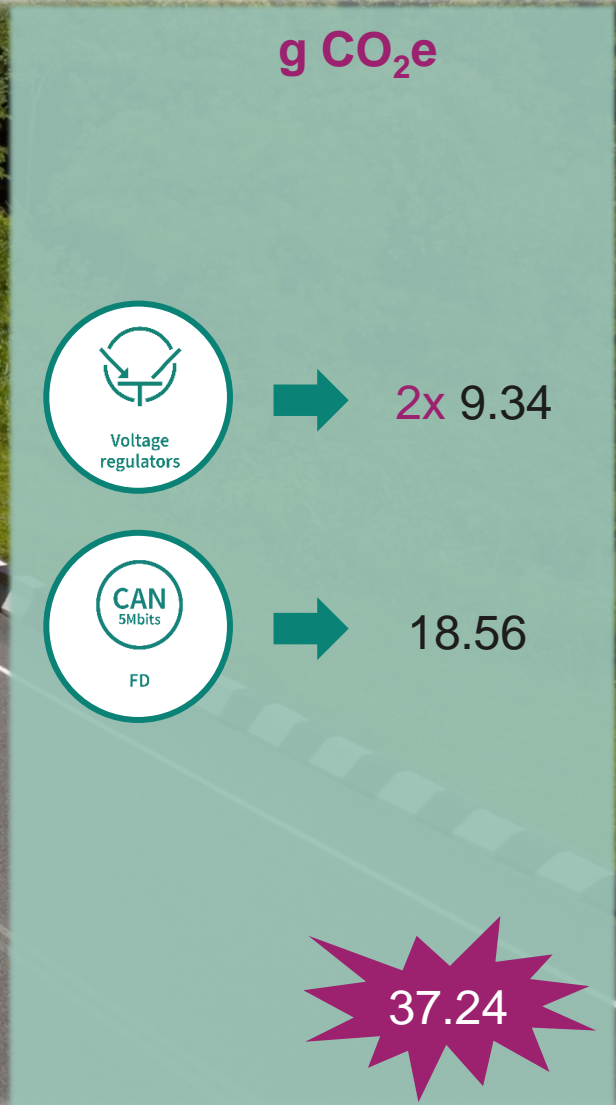 g CO₂e
Voltage
regulators
2x 9.34
CAN
5Mbits
FD
18.56
37.24